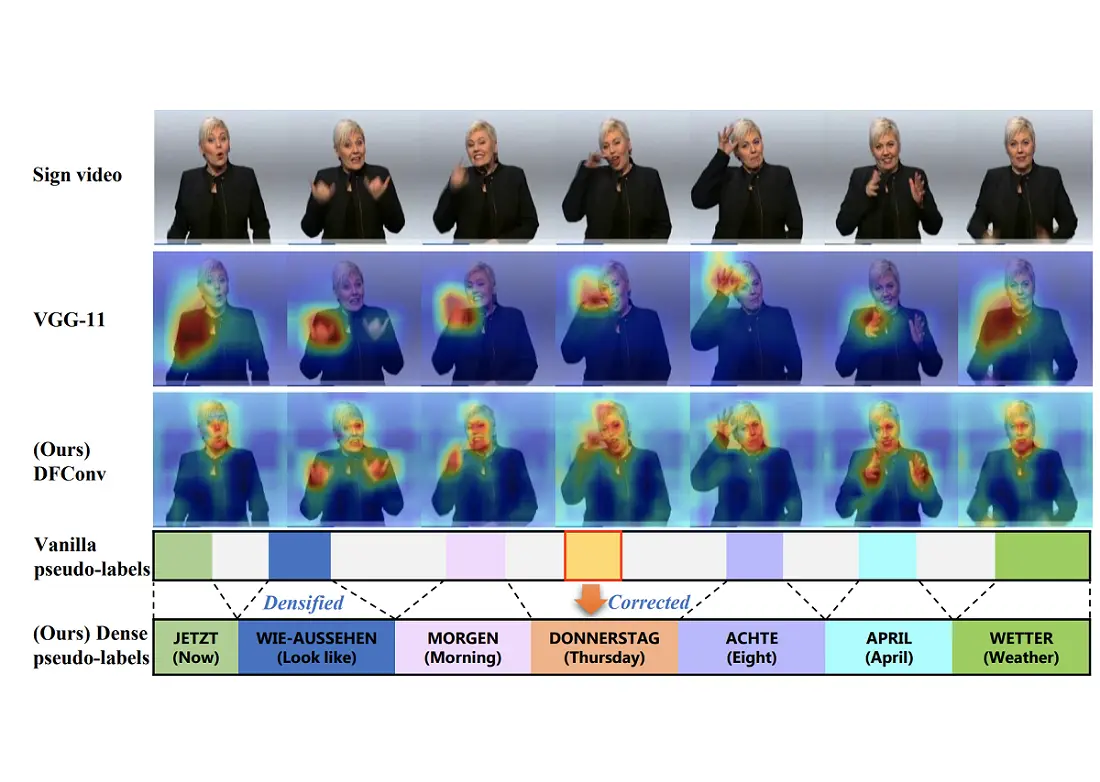 Sign video
VGG-11
(Ours)
DFConv
Vanilla
pseudo-labels
Densified
Corrected
(Ours) Dense
pseudo-labels
JETZT
(Now)
WIE-AUSSEHEN
(Look like)
MORGEN
(Morning)
DONNERSTAG
(Thursday)
ACHTE
(Eight)
APRIL
(April)
WETTER
(Weather)